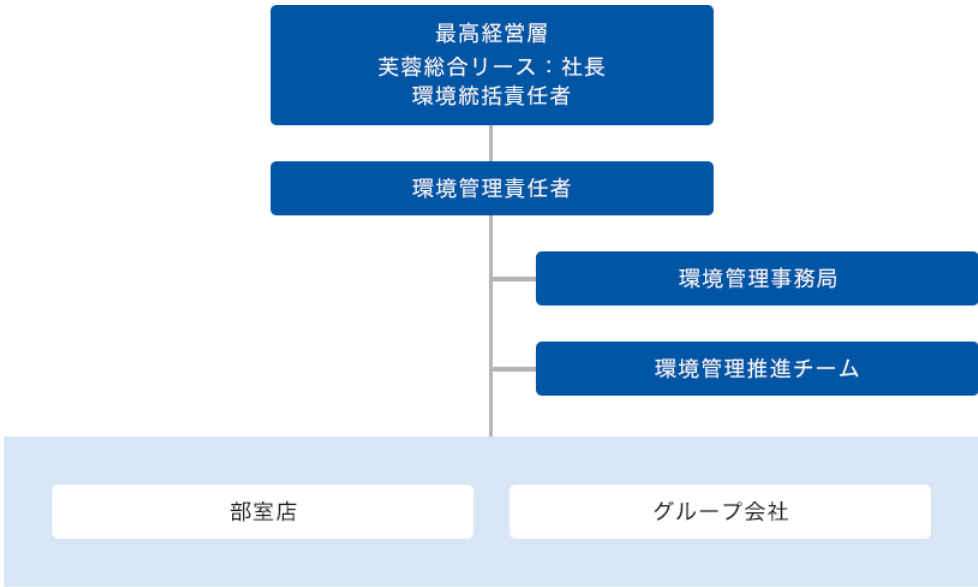 最高経営層
芙蓉総合リース：社長
環境統括責任者
環境管理責任者
環境管理事務局
環境管理推進チーム
部室店
グループ会社